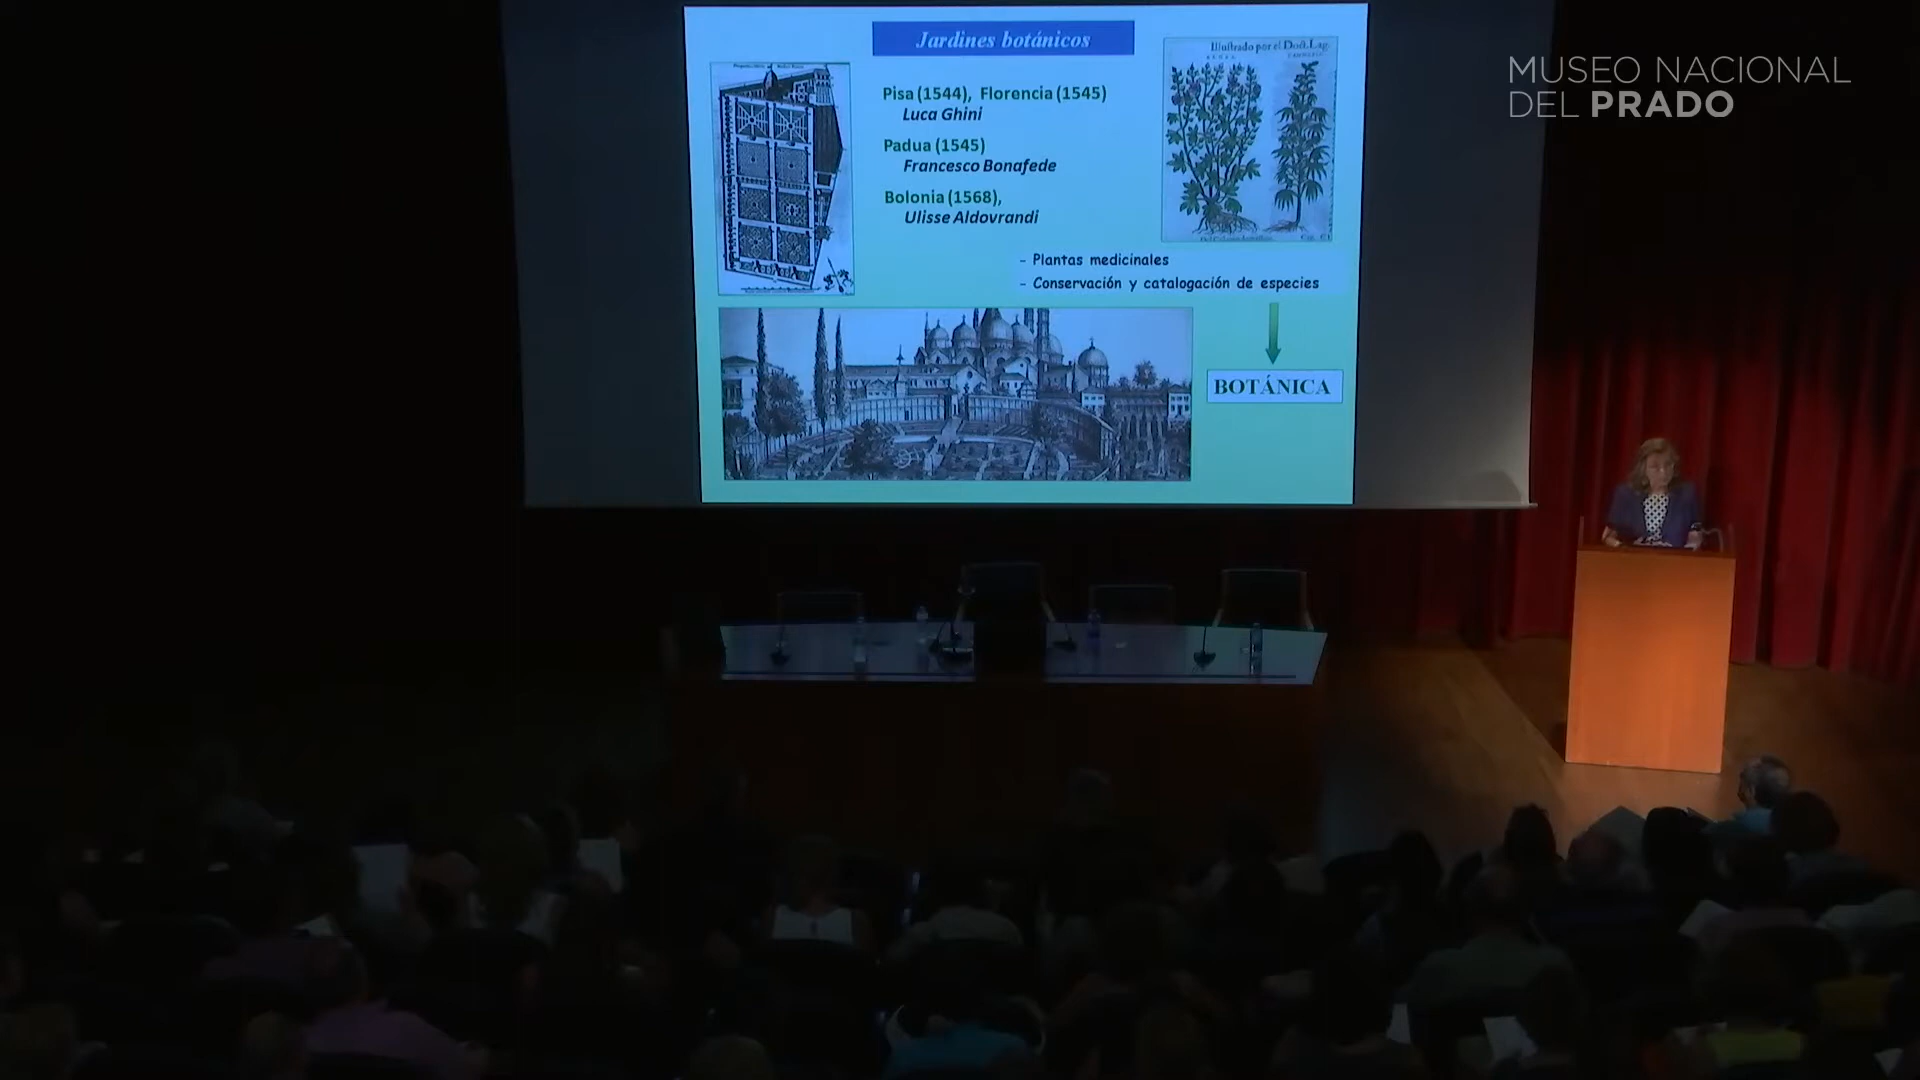 Jardines botánicos
Pisa (1544), Florencia (1545)
Luca Ghini
Padua (1545)
Francesco Bonafede
Bolonia (1568),
Ulisse Aldovrandi
Illustrado por el Doct. Lag.
- Plantas medicinales
- Conservación y catalogación de especies
BOTÁNICA
MUSEO NACIONAL
DEL PRADO